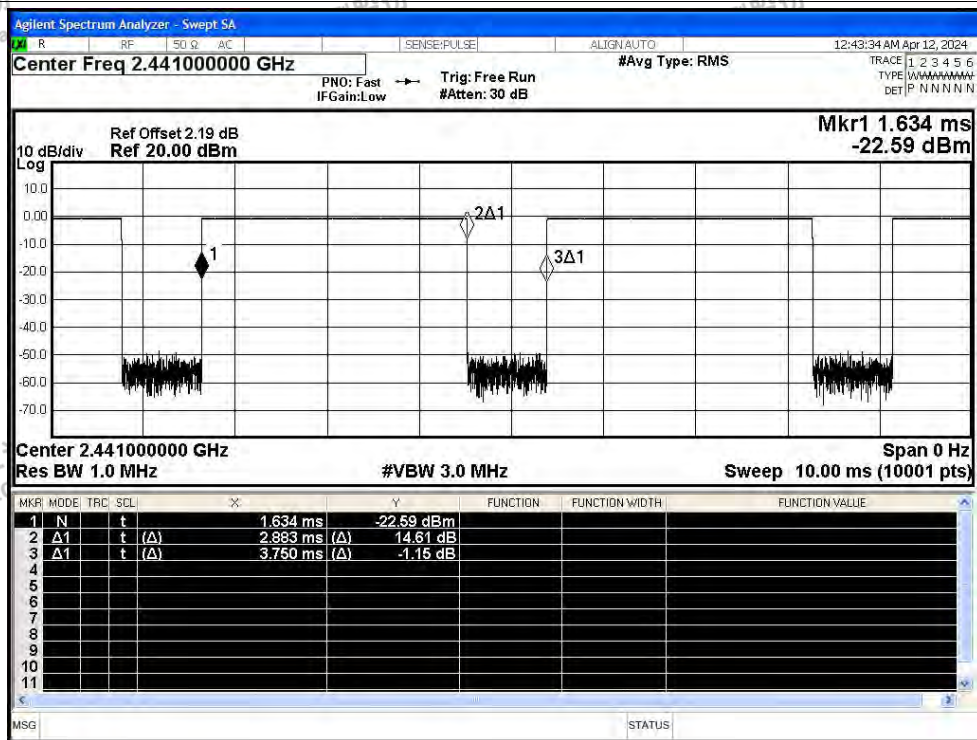 Agilent Spectrum Analyzer - Swept SA
LXI R RF 50 Ω AC SENSE:PULSE ALIGN AUTO 12:43:34 AM Apr 12, 2024
Center Freq 2.441000000 GHz #Avg Type: RMS TRACE 1 2 3 4 5 6
PNO: Fast Trig: Free Run TYPE WWWWWW
IFGain:Low #Atten: 30 dB DET P N N N N N
Mkr1 1.634 ms
Ref Offset 2.19 dB
10 dB/div Ref 20.00 dBm -22.59 dBm
Log
10.0
0.00
2Δ1
-10.0
1
3Δ1
-20.0
-30.0
-40.0
-50.0
-60.0
-70.0
Center 2.441000000 GHz Span 0 Hz
Res BW 1.0 MHz #VBW 3.0 MHz Sweep 10.00 ms (10001 pts)
MKR MODE TRC SCL X Y FUNCTION FUNCTION WIDTH FUNCTION VALUE
1 N t 1.634 ms -22.59 dBm
2 Δ1 t (Δ) 2.883 ms (Δ) 14.61 dB
3 Δ1 t (Δ) 3.750 ms (Δ) -1.15 dB
4
5
6
7
8
9
10
11
MSG STATUS